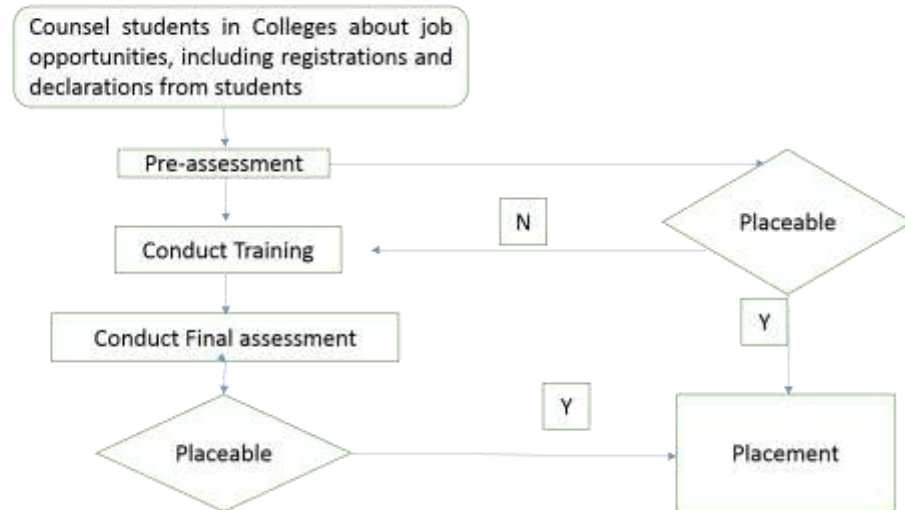 Counsel students in Colleges about job
opportunities, including registrations and
declarations from students
Pre-assessment
Placeable
N
Conduct Training
Y
Conduct Final assessment
Y
Placeable
Placement